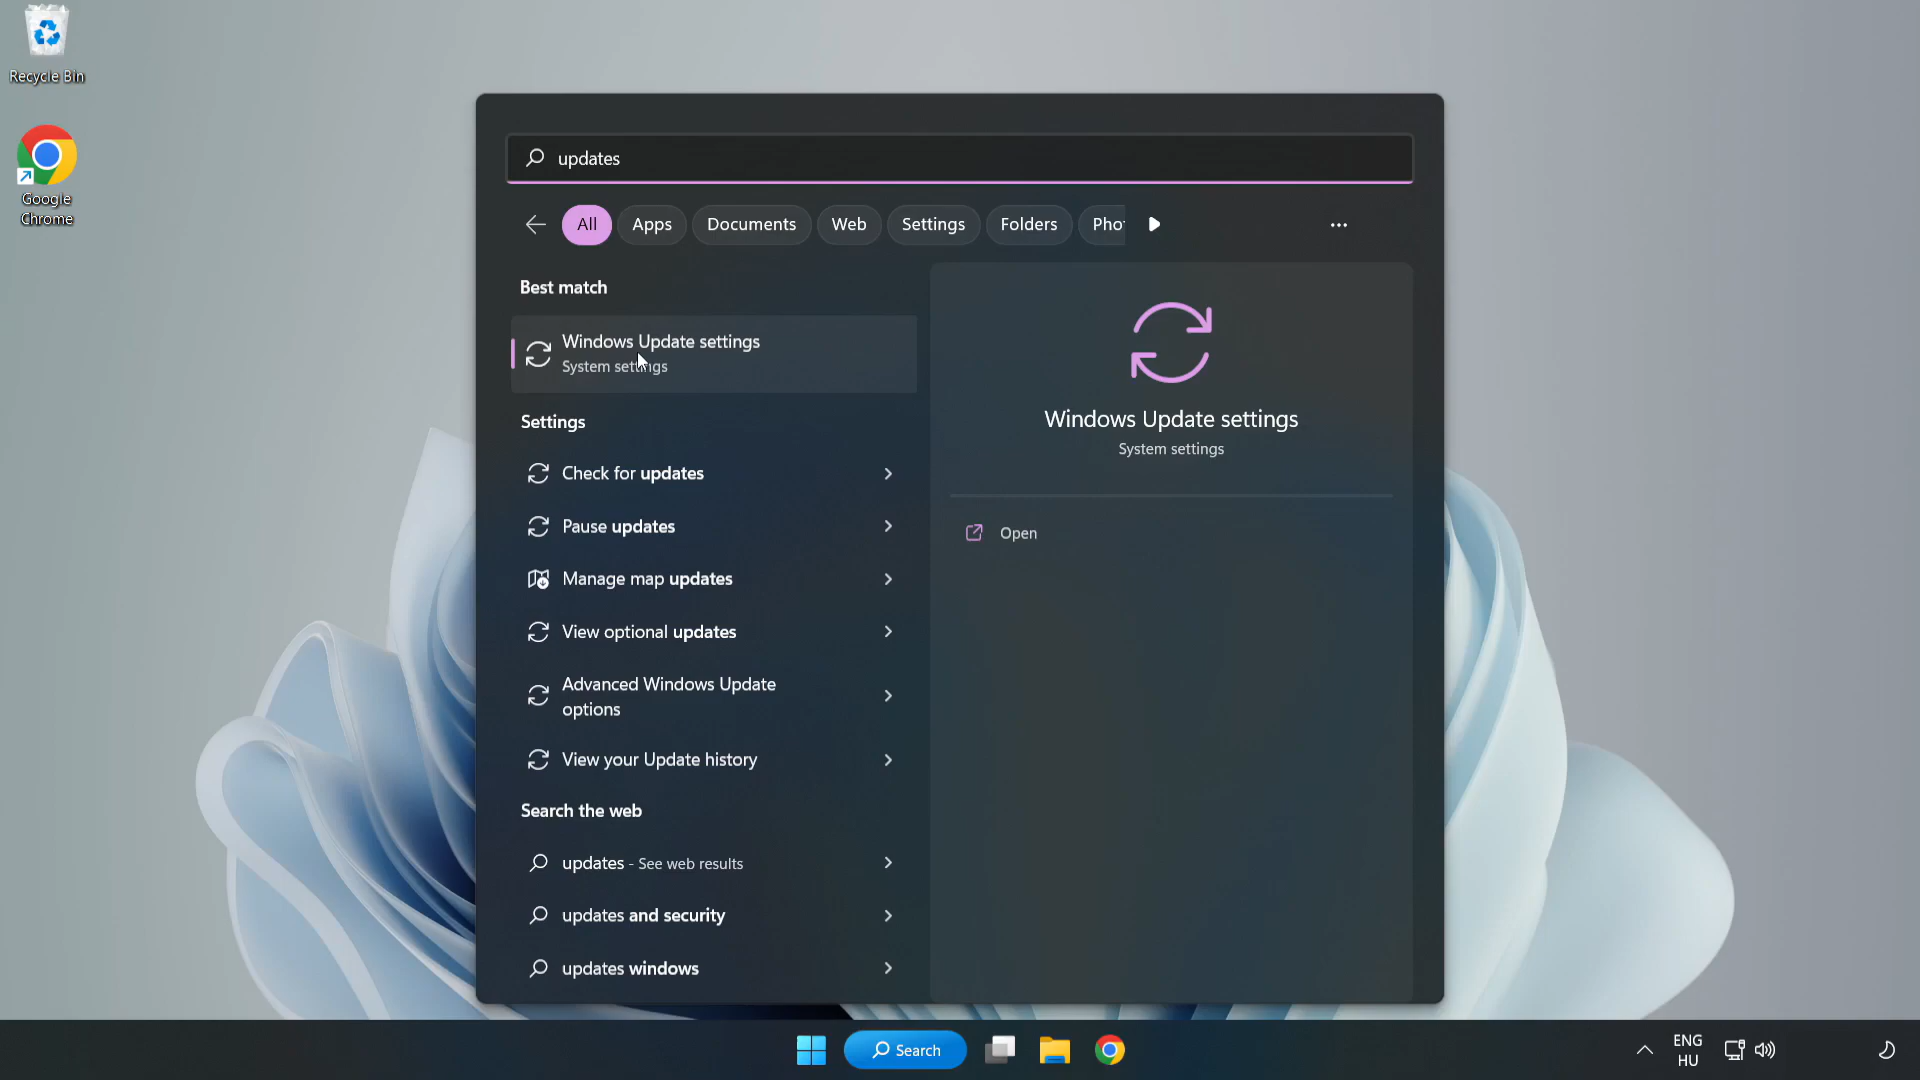 Recycle Bin
Google
Chrome
updates
All
Apps
Documents
Web
Settings
Folders
Best match
Windows Update settings
System settings
Settings
Check for updates
Pause updates
Manage map updates
View optional updates
Advanced Windows Update
options
View your Update history
Search the web
updates - See web results
updates and security
updates windows
Windows Update settings
System settings
Open
Search
ENG
HU